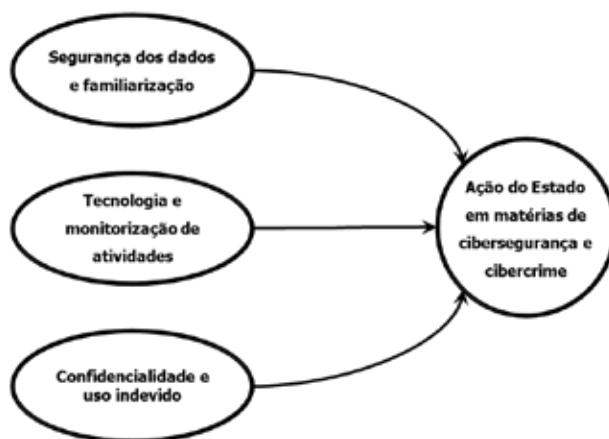 Segurança dos dados
e familiarização
Tecnologia e
monitorização de
atividades
Confidencialidade e
uso indevido
Ação do Estado
em matérias de
cibersegurança e
cibercrime